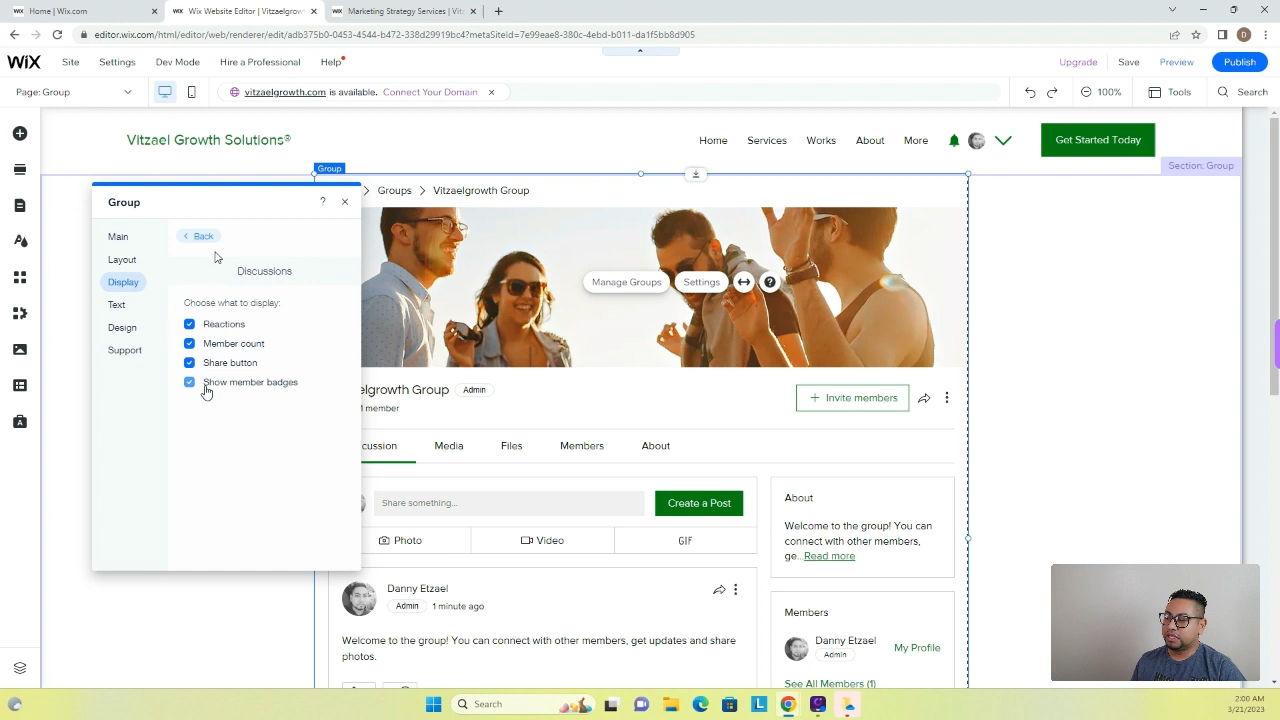 Home | Wix.com
Wix Website Editor | Vitzaelgrow
Marketing Strategy Services | Vitz
editor.wix.com/html/editor/web/renderer/edit/adb375b0-0453-4544-b472-338d29919bc4?metaSiteId=7e99eae8-380c-4ebd-b011-da1f5bb8d905
D
WiX
Site
Settings
Dev Mode
Hire a Professional
Help
Upgrade
Save
Preview
Publish
Page: Group
vitzaelgrowth.com is available. Connect Your Domain
100%
Tools
Search
Vitzael Growth Solutions®
Home
Services
Works
About
More
Get Started Today
Section: Group
Group
Groups > Vitzaelgrowth Group
Group
?
Main
Layout
Display
Text
Design
Support
Back
Discussions
Choose what to display:
Reactions
Member count
Share button
Show member badges
Manage Groups
Settings
elgrowth Group
Admin
1 member
Invite members
cussion
Media
Files
Members
About
Share something...
Create a Post
Photo
Video
GIF
Danny Etzael
Admin
1 minute ago
Welcome to the group! You can connect with other members, get updates and share
photos.
About
Welcome to the group! You can
connect with other members,
ge...Read more
Members
Danny Etzael
Admin
My Profile
See All Members (1)
Search
2:00 AM
3/21/2023